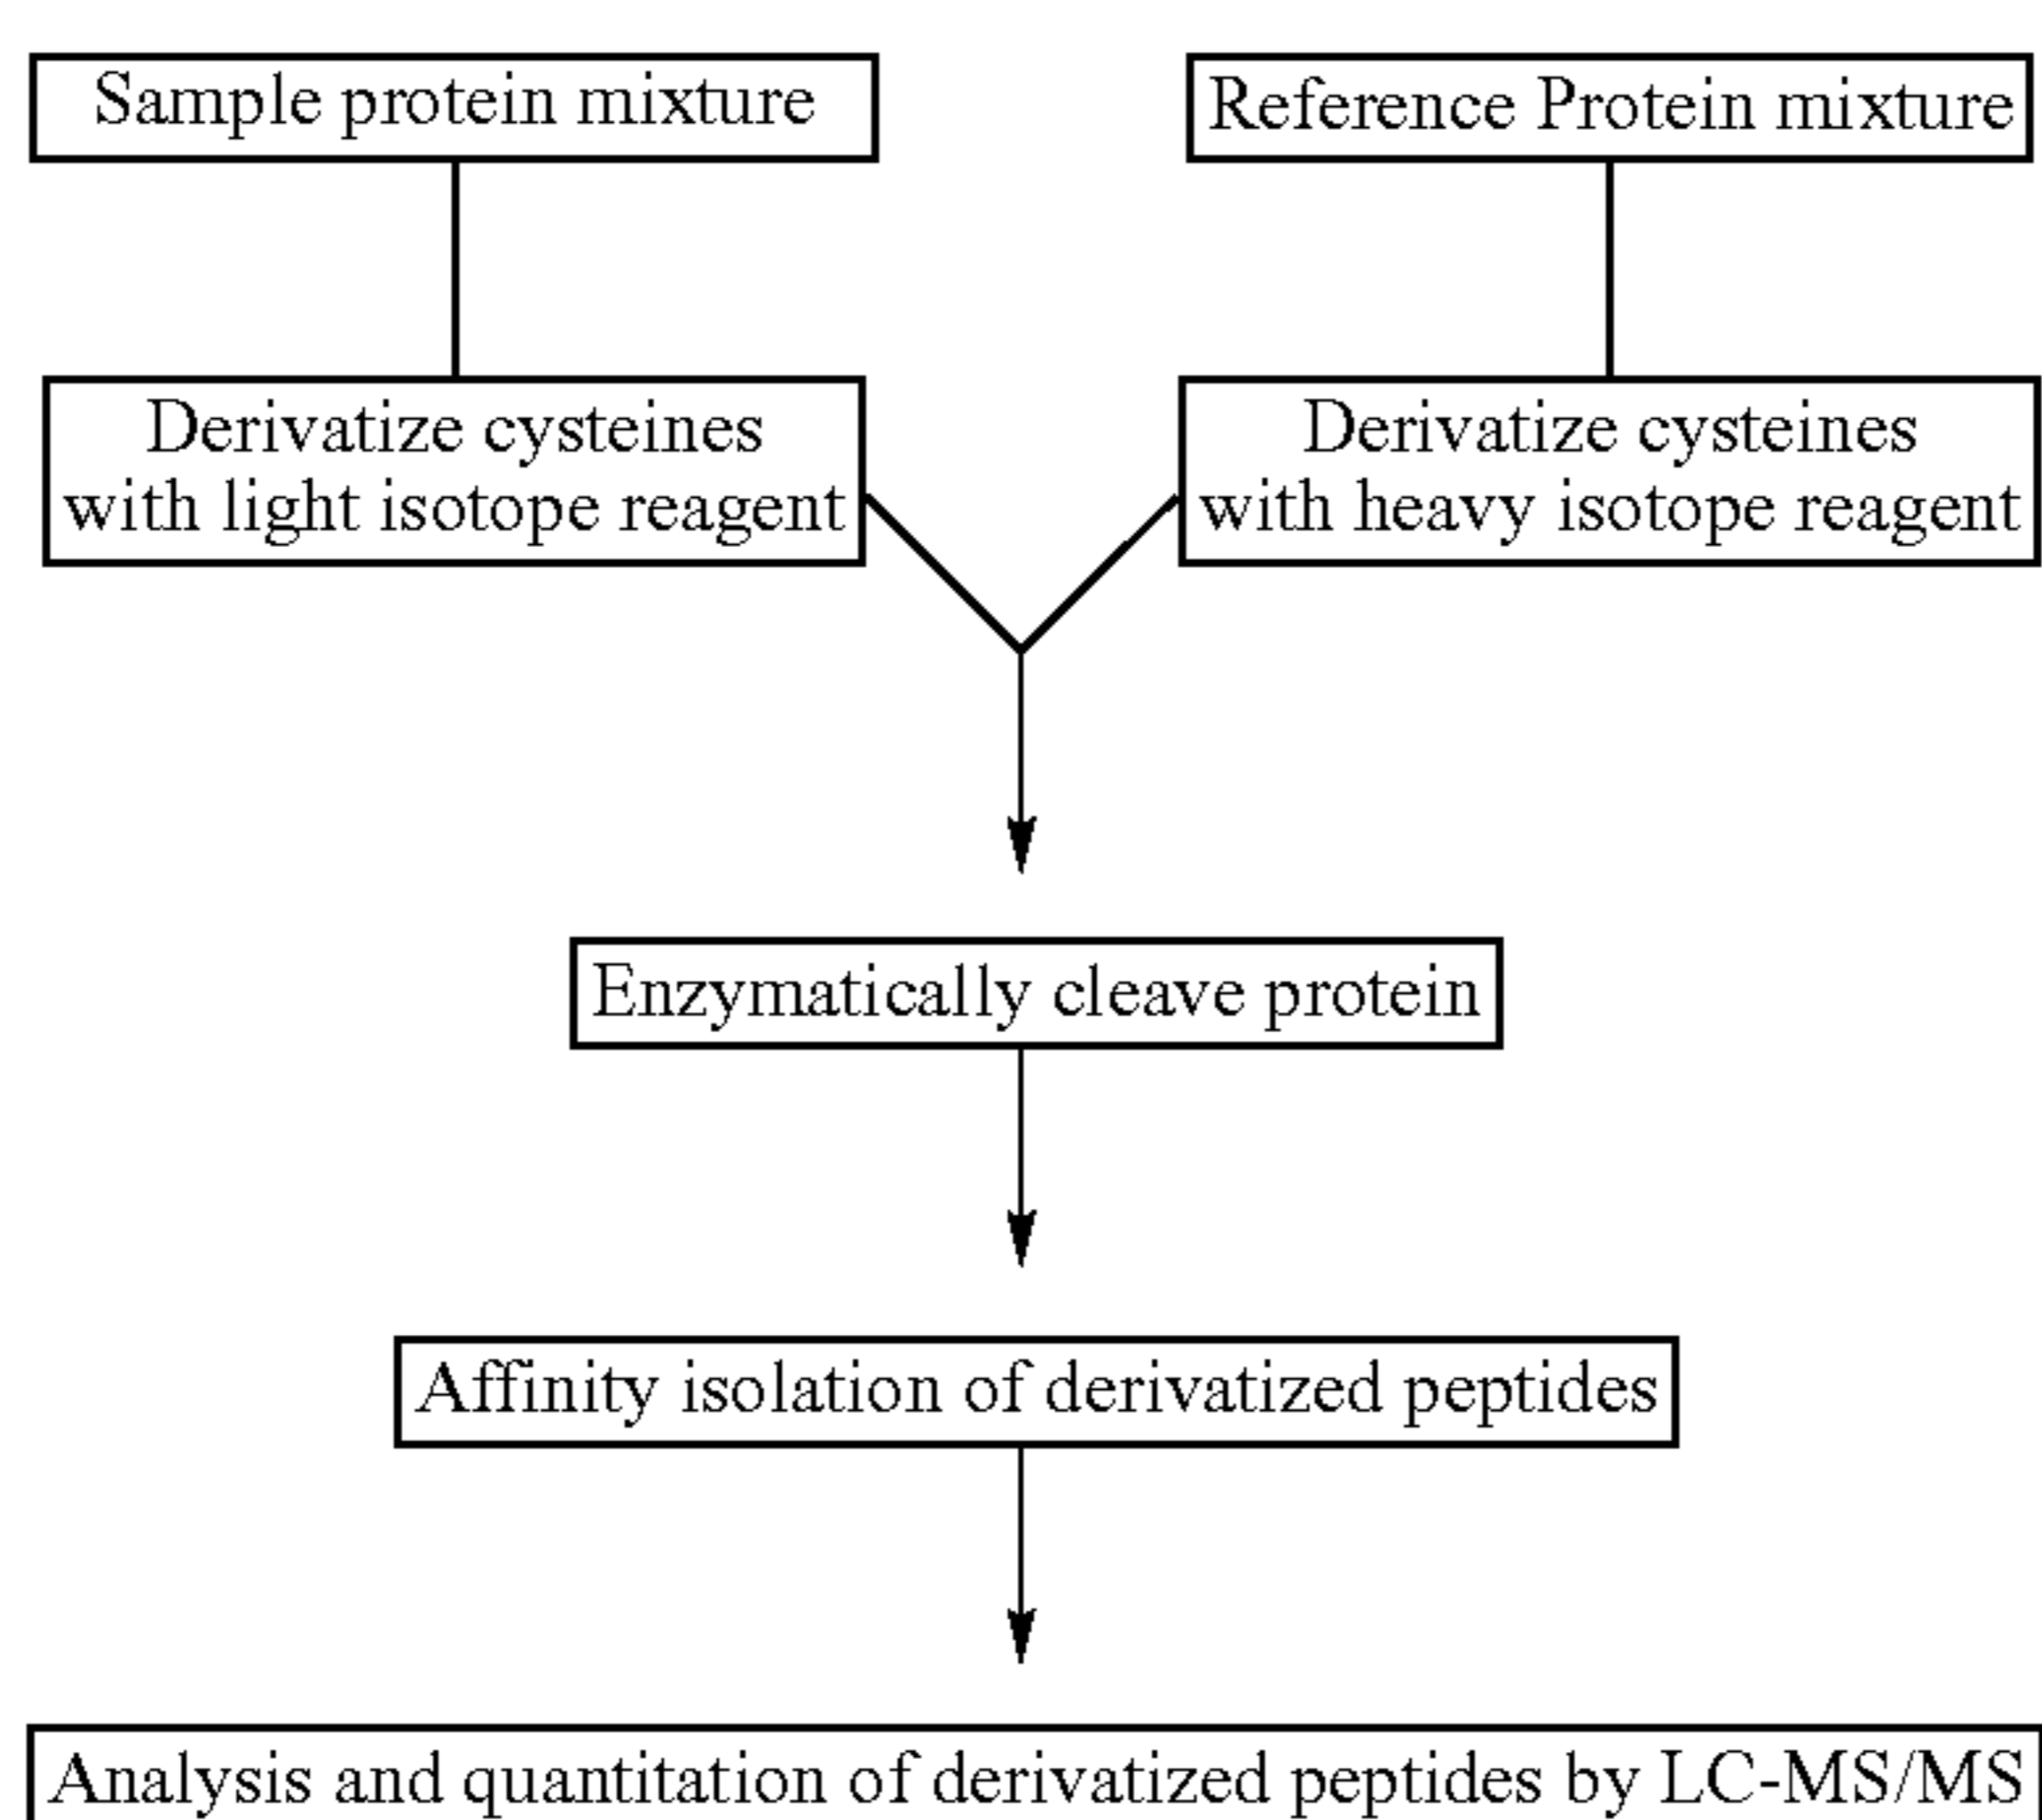 Sample protein mixture
Reference Protein mixture
Derivatize cysteines
with light isotope reagent
Derivatize cysteines
with heavy isotope reagent
Enzymatically cleave protein
Affinity isolation of derivatized peptides
Analysis and quantitation of derivatized peptides by LC-MS/MS